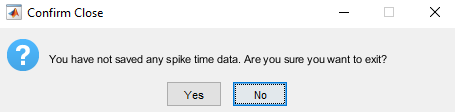 Confirm Close
You have not saved any spike time data. Are you sure you want to exit?
Yes No